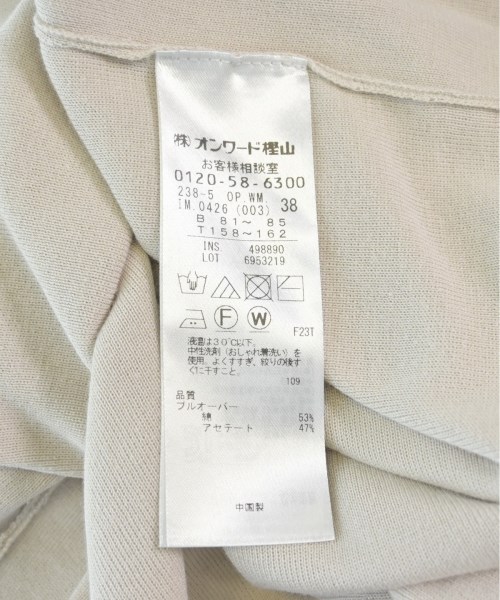 ㈱オンワード樫山
お客様相談室
0120-58-6300
238-5 OP.WM.
IM.0426 (003) 38
B 81～ 85
T158～162
INS. 498890
LOT 6953219
F W
F23T
液温は30℃以下、
中性洗剤(おしゃれ着洗い)を
使用。よくすすぎ、絞りの後す
ぐに干すこと。
109
品質
プルオーバー
綿 53%
アセテート 47%
中国製